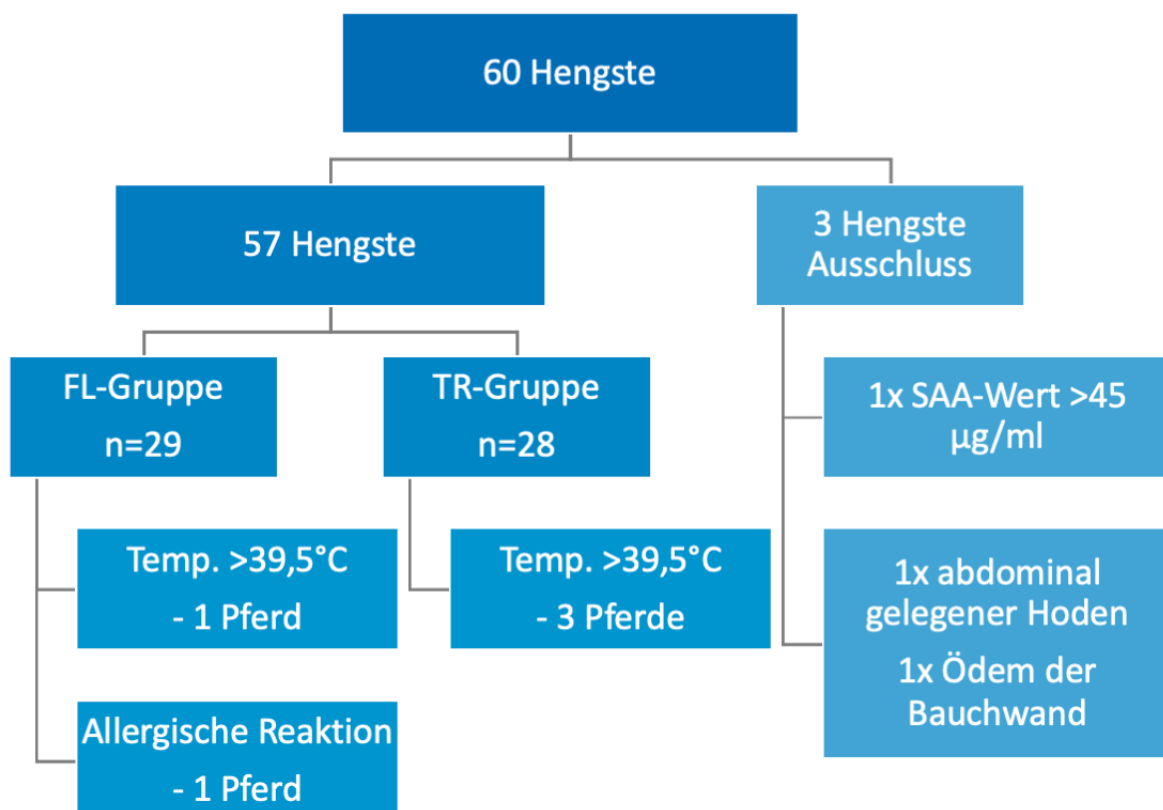 60 Hengste
57 Hengste
3 Hengste
Ausschluss
FL-Gruppe
n=29
TR-Gruppe
n=28
1x SAA-Wert >45
µg/ml
Temp. >39,5°C
- 1 Pferd
Temp. >39,5°C
- 3 Pferde
1x abdominal
gelegener Hoden
1x Ödem der
Bauchwand
Allergische Reaktion
- 1 Pferd